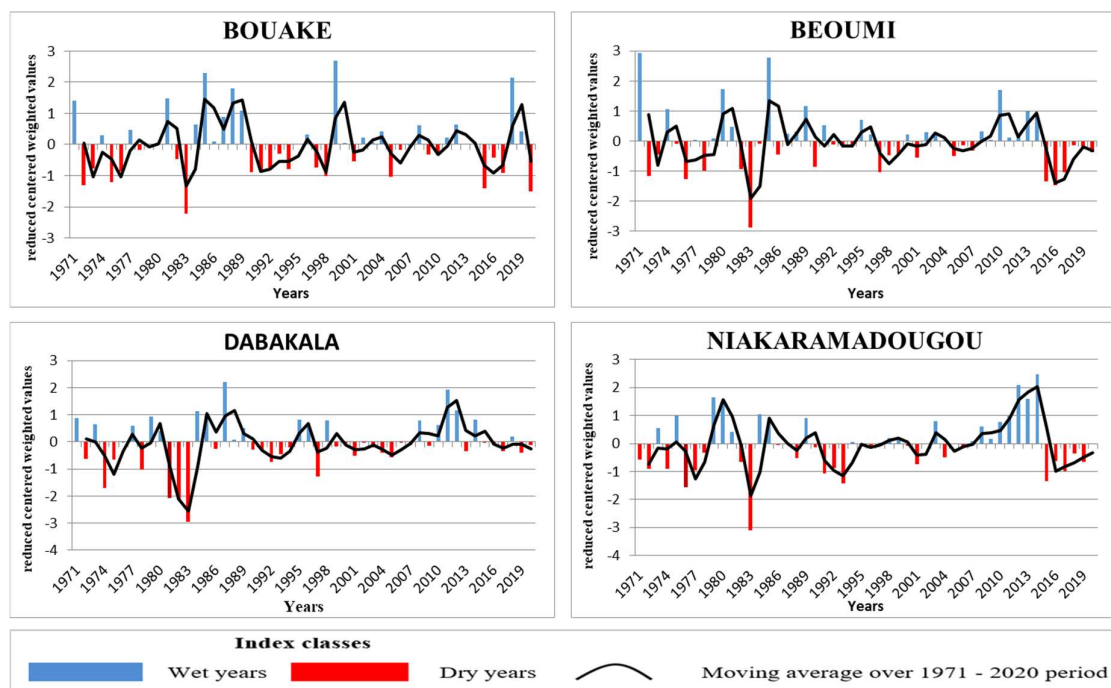 BOUAKE
reduced centered weighted values
3
2
1
0
-1
-2
-3
1971 1974 1977 1980 1983 1986 1989 1992 1995 1998 2001 2004 2007 2010 2013 2016 2019
Years
BEOUMI
reduced centered weighted values
3
2
1
0
-1
-2
-3
1971 1974 1977 1980 1983 1986 1989 1992 1995 1998 2001 2004 2007 2010 2013 2016 2019
Years
DABAKALA
reduced centered weighted values
3
2
1
0
-1
-2
-3
-4
1971 1974 1977 1980 1983 1986 1989 1992 1995 1998 2001 2004 2007 2010 2013 2016 2019
Years
NIAKARAMADOUGOU
reduced centered weighted values
3
2
1
0
-1
-2
-3
-4
1971 1974 1977 1980 1983 1986 1989 1992 1995 1998 2001 2004 2007 2010 2013 2016 2019
Years
Index classes
Wet years Dry years Moving average over 1971 - 2020 period